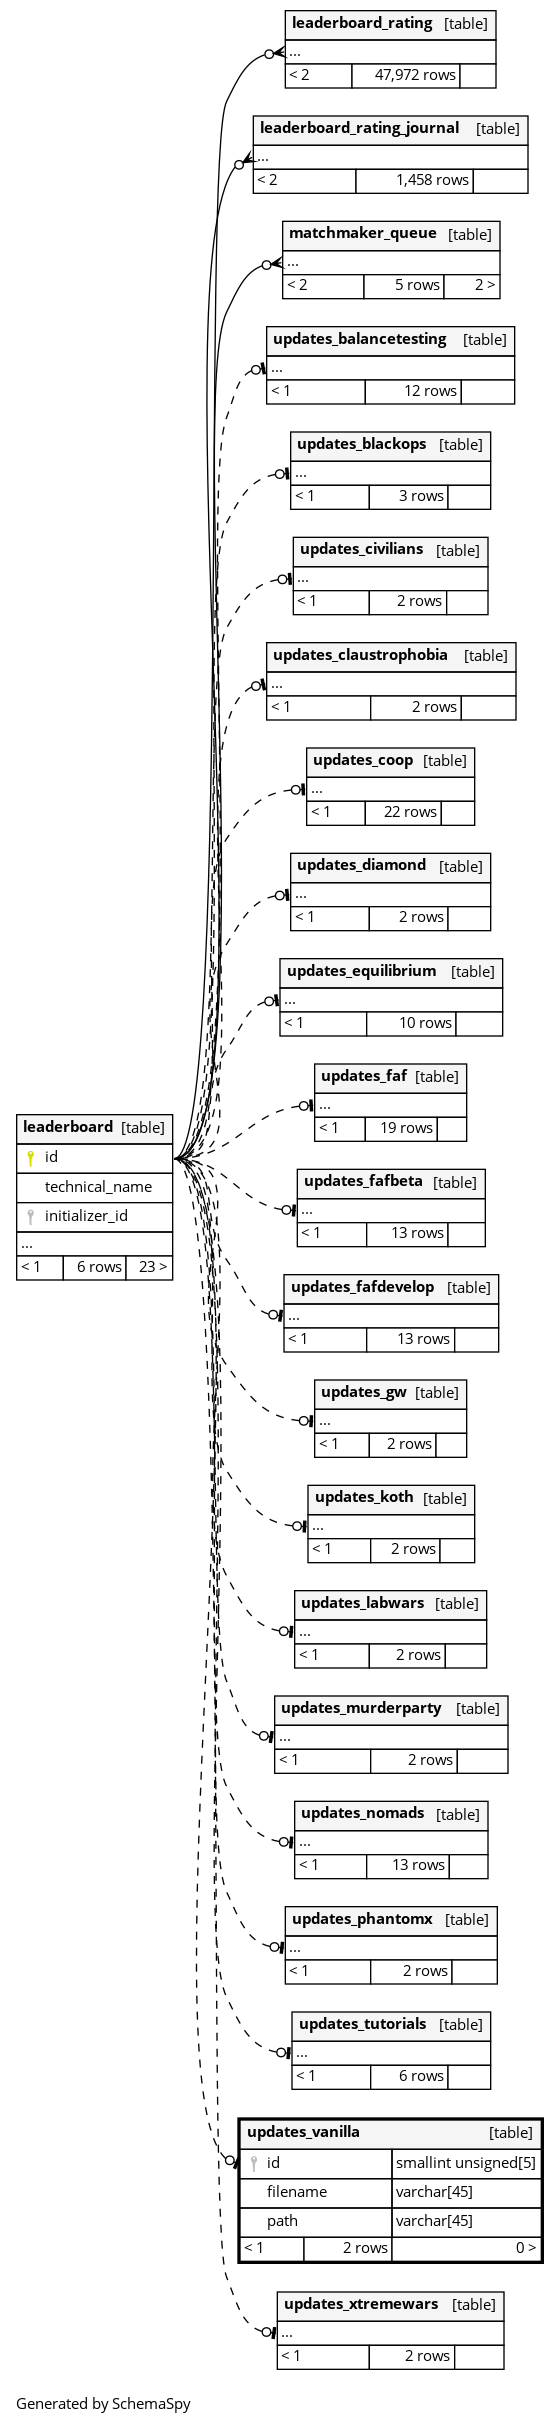 leaderboard_rating [table]
...
< 2 47,972 rows
leaderboard_rating_journal [table]
...
< 2 1,458 rows
matchmaker_queue [table]
...
< 2 5 rows 2 >
updates_balancetesting [table]
...
< 1 12 rows
updates_blackops [table]
...
< 1 3 rows
updates_civilians [table]
...
< 1 2 rows
updates_claustrophobia [table]
...
< 1 2 rows
updates_coop [table]
...
< 1 22 rows
updates_diamond [table]
...
< 1 2 rows
updates_equilibrium [table]
...
< 1 10 rows
updates_faf [table]
...
< 1 19 rows
leaderboard [table]
id
technical_name
initializer_id
...
< 1 6 rows 23 >
updates_fafbeta [table]
...
< 1 13 rows
updates_fafdevelop [table]
...
< 1 13 rows
updates_gw [table]
...
< 1 2 rows
updates_koth [table]
...
< 1 2 rows
updates_labwars [table]
...
< 1 2 rows
updates_murderparty [table]
...
< 1 2 rows
updates_nomads [table]
...
< 1 13 rows
updates_phantomx [table]
...
< 1 2 rows
updates_tutorials [table]
...
< 1 6 rows
updates_vanilla [table]
id smallint unsigned[5]
filename varchar[45]
path varchar[45]
< 1 2 rows 0 >
updates_xtremewars [table]
...
< 1 2 rows
Generated by SchemaSpy